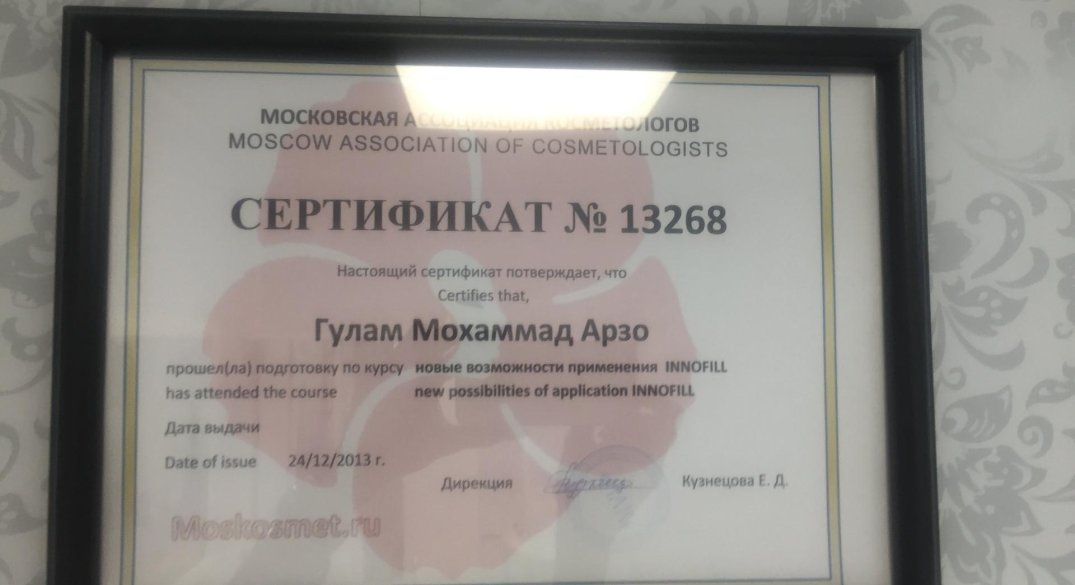 МОСКОВСКАЯ АССОЦИАЦИЯ КОСМЕТОЛОГОВ
MOSCOW ASSOCIATION OF COSMETOLOGISTS
СЕРТИФИКАТ № 13268
Настоящий сертификат потверждает, что
Certifies that,
Гулам Мохаммад Арзо
прошел(ла) подготовку по курсу новые возможности применения INNOFILL
has attended the course new possibilities of application INNOFILL
Дата выдачи
Date of issue 24/12/2013 г.
Дирекция Кузнецова Е. Д.
Moskosmet.ru